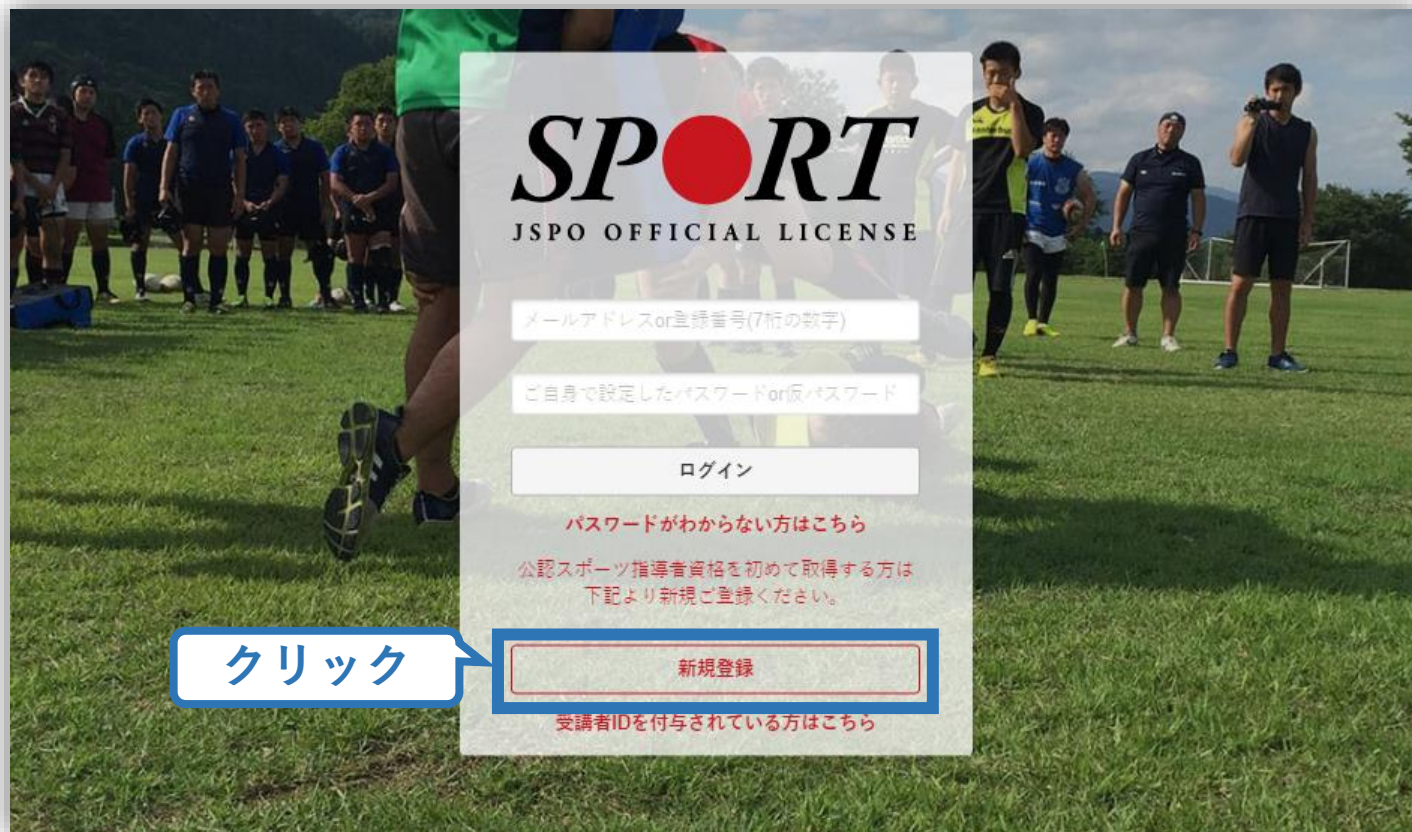 SPORT
JSPO OFFICIAL LICENSE
メールアドレスor登録番号(7桁の数字)
ご自身で設定したパスワードor仮パスワード
ログイン
パスワードがわからない方はこちら
公認スポーツ指導者資格を初めて取得する方は
下記より新規ご登録ください。
クリック
新規登録
受講者IDを付与されている方はこちら